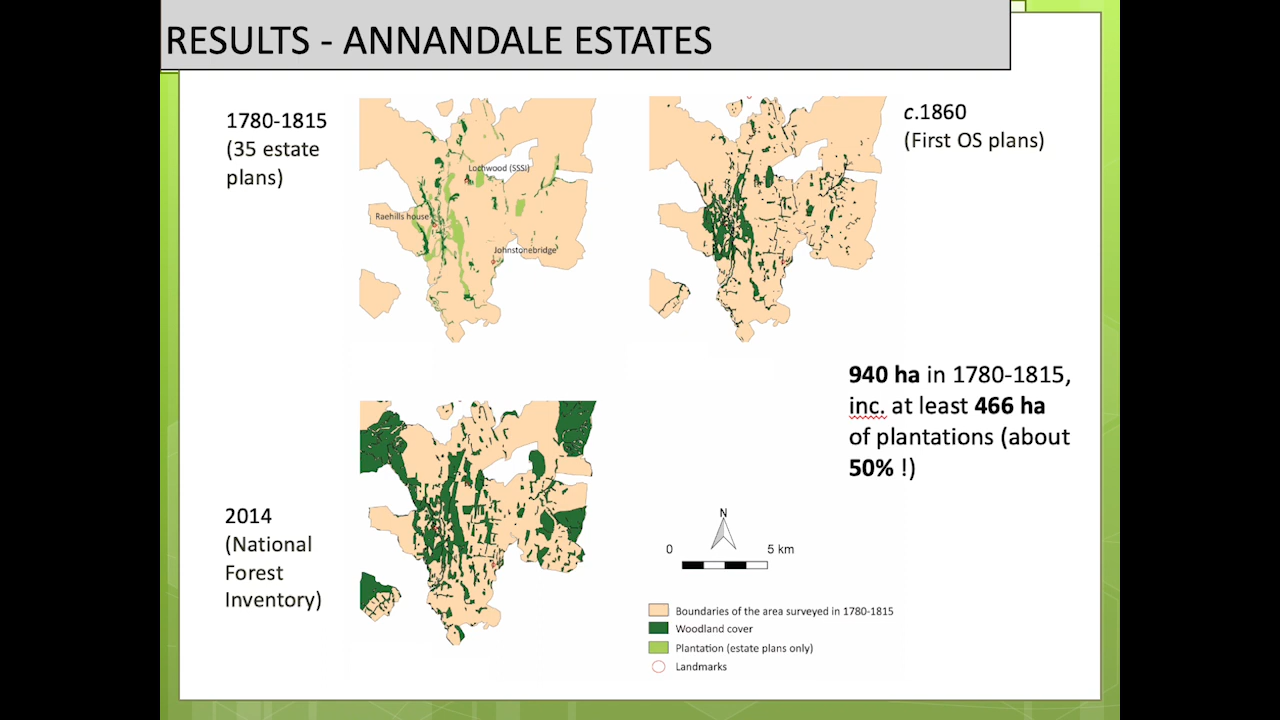 RESULTS - ANNANDALE ESTATES
1780-1815
(35 estate
plans)
Lochwood (SSSI)
Raehills house
Johnstonebridge
c.1860
(First OS plans)
940 ha in 1780-1815,
inc. at least 466 ha
of plantations (about
50% !)
2014
(National
Forest
Inventory)
N
0 5 km
Boundaries of the area surveyed in 1780-1815
Woodland cover
Plantation (estate plans only)
Landmarks